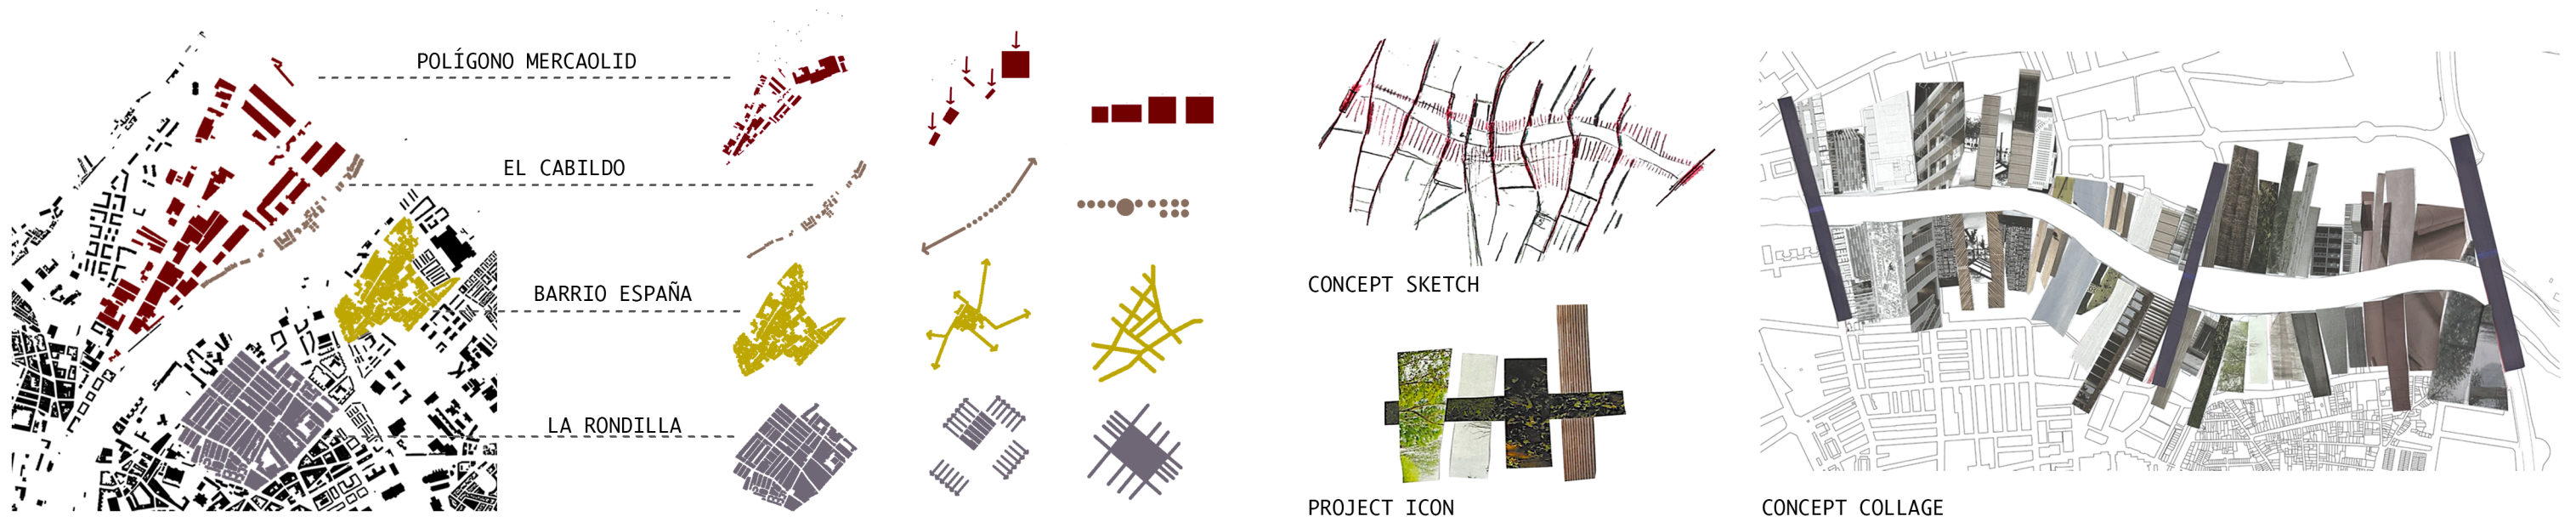 POLÍGONO MERCAOLID
EL CABILDO
BARRIO ESPAÑA
LA RONDILLA
CONCEPT SKETCH
PROJECT ICON
CONCEPT COLLAGE